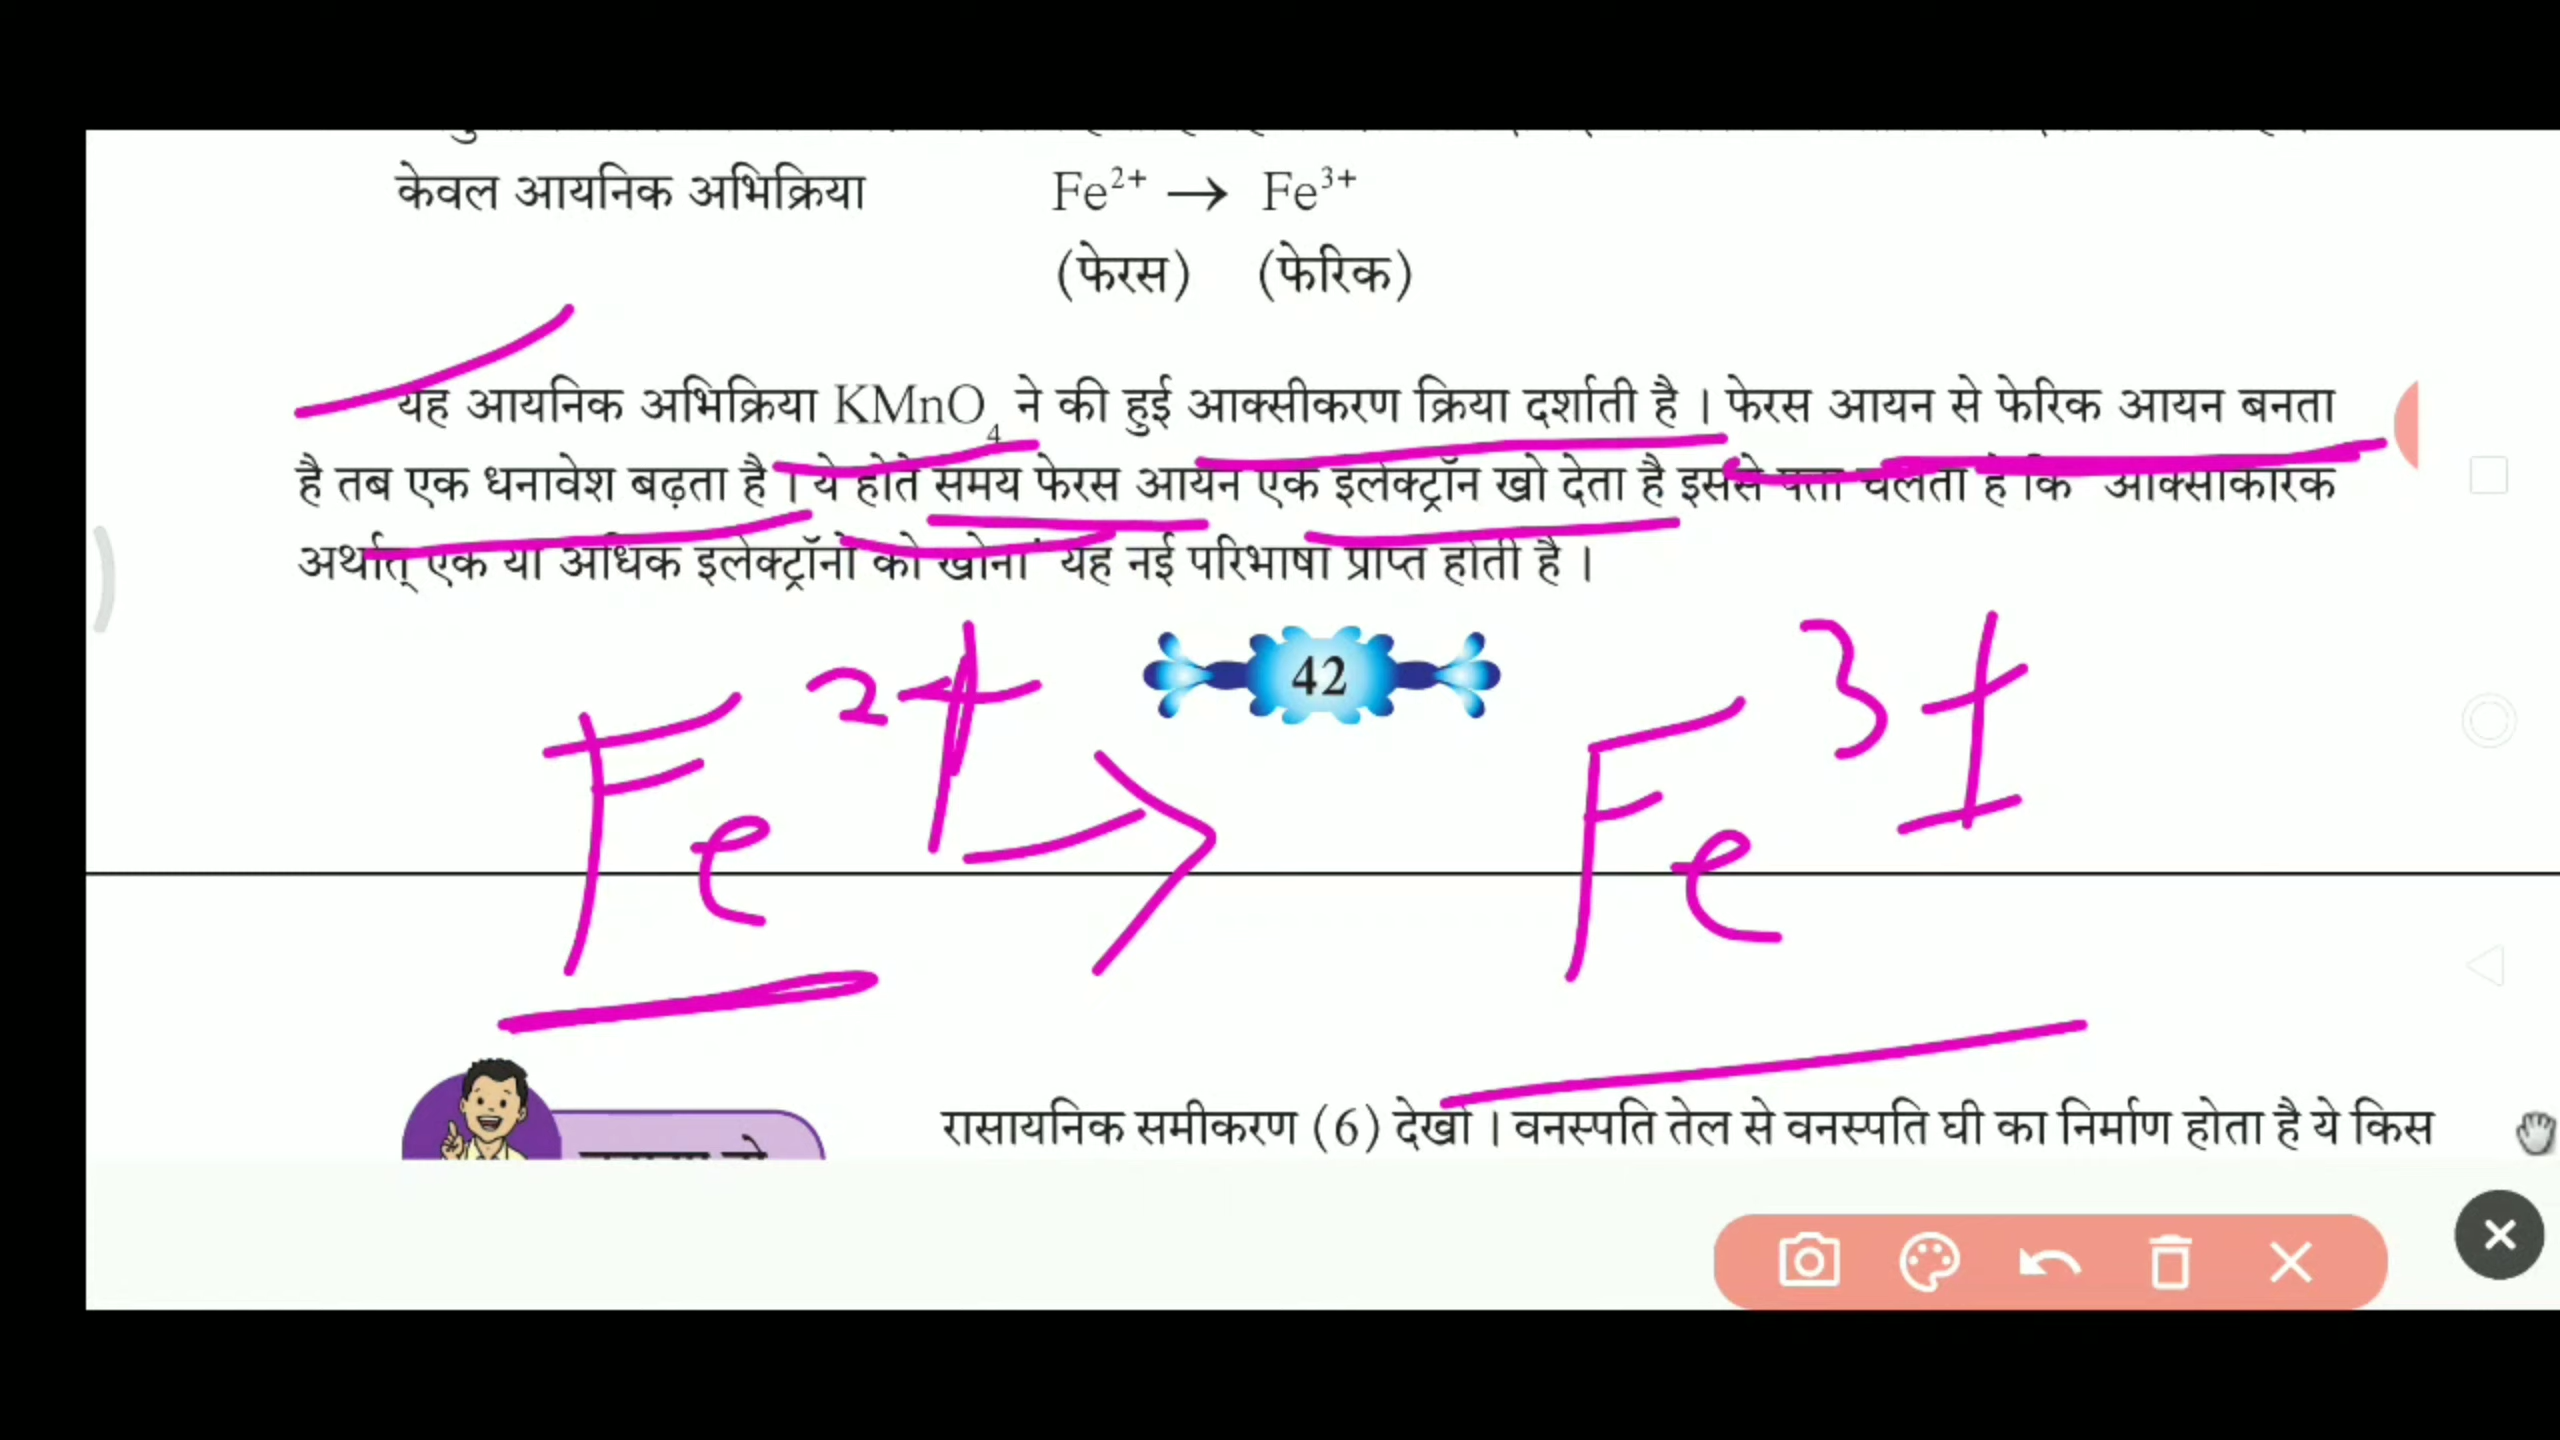 केवल आयनिक अभिक्रिया Fe²⁺ → Fe³⁺
(फेरस) (फेरिक)
यह आयनिक अभिक्रिया KMnO₄ ने की हुई आक्सीकरण क्रिया दर्शाती है । फेरस आयन से फेरिक आयन बनता
है तब एक धनावेश बढ़ता है । ये होते समय फेरस आयन एक इलेक्ट्रॉन खो देता है इससे पता चलता है कि आक्सीकारक
अर्थात् एक या अधिक इलेक्ट्रॉनो को खोना' यह नई परिभाषा प्राप्त होती है ।
42
Fe²⁺ → Fe³⁺
रासायनिक समीकरण (6) देखो । वनस्पति तेल से वनस्पति घी का निर्माण होता है ये किस